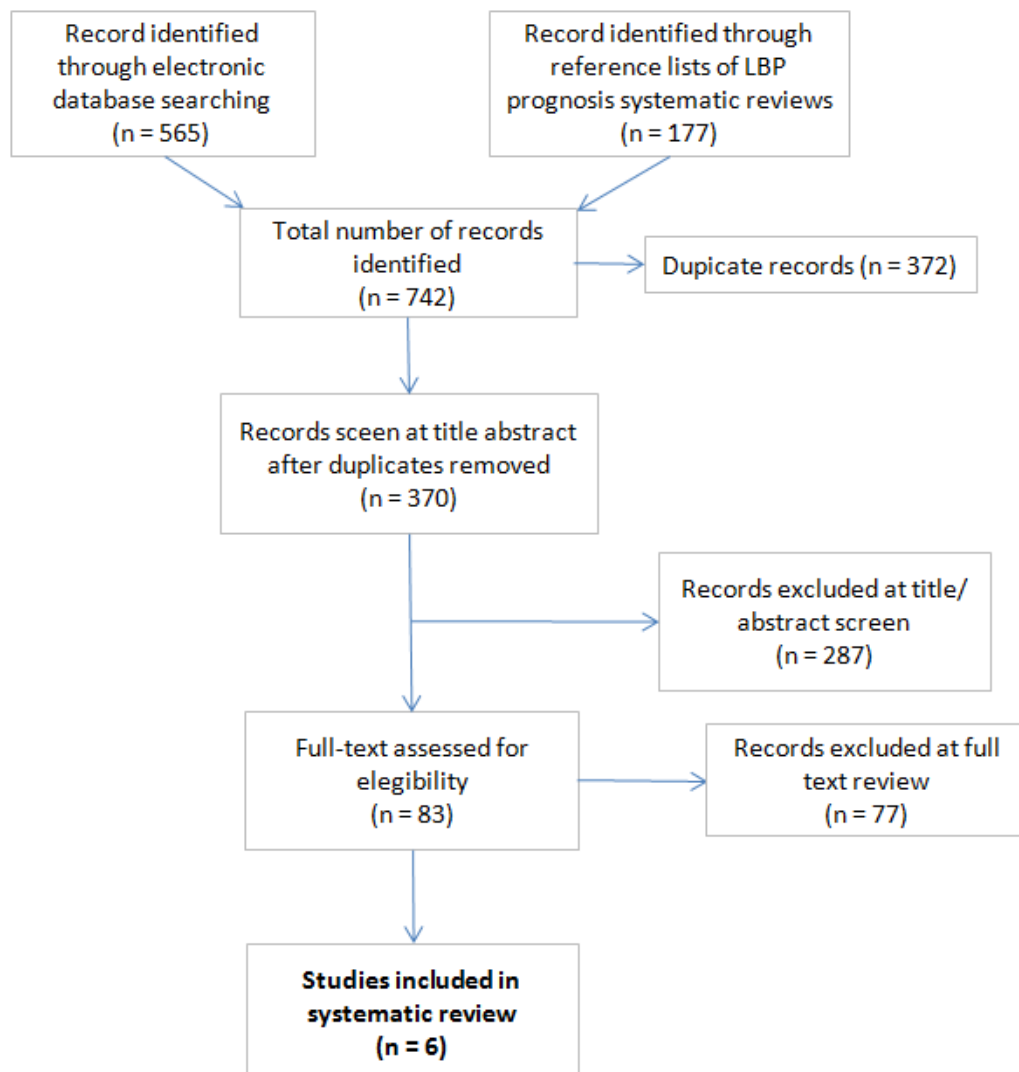 Record identified
through electronic
database searching
(n = 565)
Record identified through
reference lists of LBP
prognosis systematic reviews
(n = 177)
Total number of records
identified
(n = 742)
Dupicate records (n = 372)
Records sceen at title abstract
after duplicates removed
(n = 370)
Records excluded at title/
abstract screen
(n = 287)
Full-text assessed for
elegibility
(n = 83)
Records excluded at full
text review
(n = 77)
Studies included in
systematic review
(n = 6)